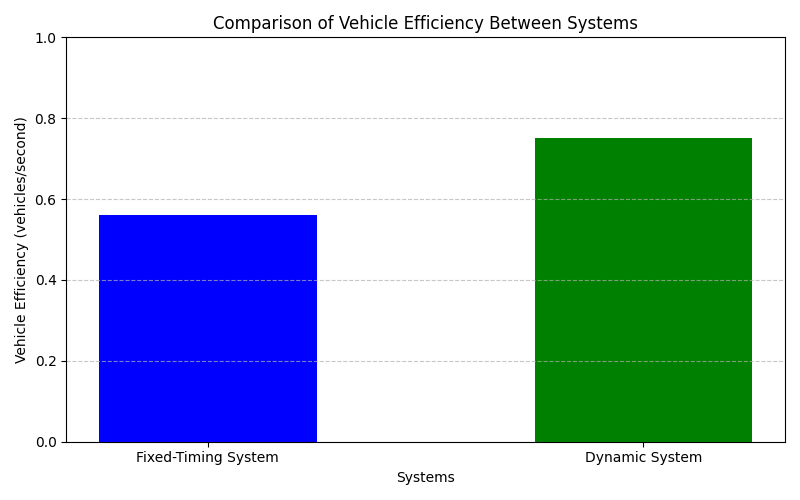 Comparison of Vehicle Efficiency Between Systems
Vehicle Efficiency (vehicles/second)
1.0
0.8
0.6
0.4
0.2
0.0
Fixed-Timing System
Dynamic System
Systems